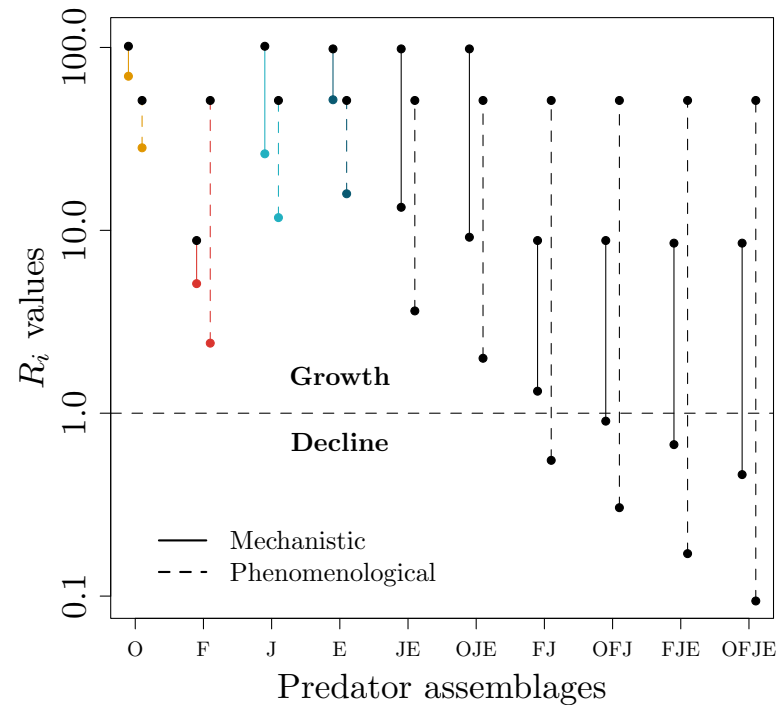 100.0
10.0
1.0
0.1
R_i values
Growth
Decline
Mechanistic
Phenomenological
O F J E JE OJE FJ OFJ FJE OFJE
Predator assemblages